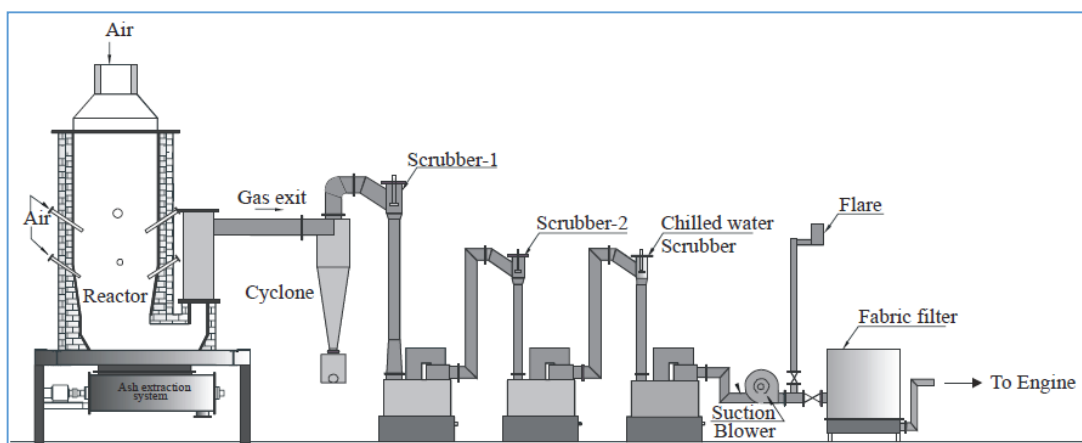 Air
Scrubber-1
Gas exit
Air
Scrubber-2
Chilled water
Scrubber
Flare
Reactor
Cyclone
Fabric filter
Ash extraction
system
To Engine
Suction
Blower